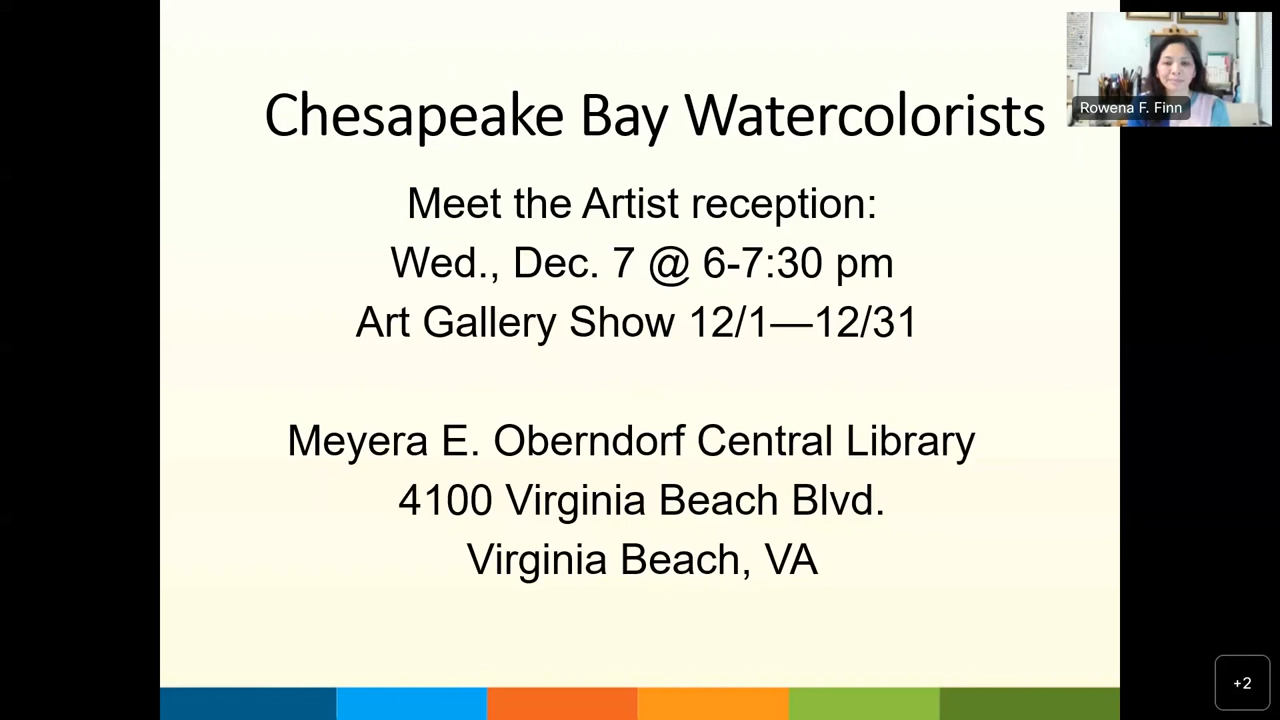 Chesapeake Bay Watercolorists
Rowena F. Finn
Meet the Artist reception:
Wed., Dec. 7 @ 6-7:30 pm
Art Gallery Show 12/1—12/31
Meyera E. Oberndorf Central Library
4100 Virginia Beach Blvd.
Virginia Beach, VA
+2